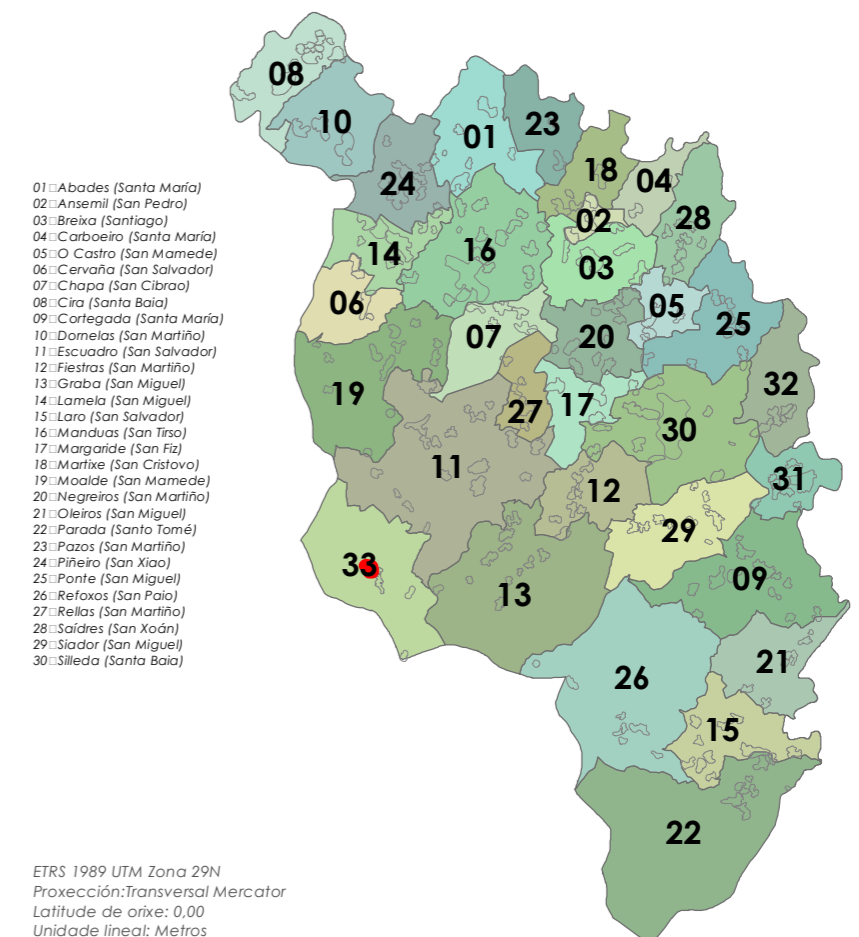 08
10
01
23
24
18
04
02
28
14
16
03
06
05
07
20
25
19
27
17
32
11
30
12
31
29
33
13
09
26
21
15
22
01□Abades (Santa María)
02□Ansemil (San Pedro)
03□Breixa (Santiago)
04□Carboeiro (Santa María)
05□O Castro (San Mamede)
06□Cervaña (San Salvador)
07□Chapa (San Cibrao)
08□Cira (Santa Baia)
09□Cortegada (Santa María)
10□Dornelas (San Martiño)
11□Escuadro (San Salvador)
12□Fiestras (San Martiño)
13□Graba (San Miguel)
14□Lamela (San Miguel)
15□Laro (San Salvador)
16□Manduas (San Tirso)
17□Margaride (San Fiz)
18□Martixe (San Cristovo)
19□Moalde (San Mamede)
20□Negreiros (San Martiño)
21□Oleiros (San Miguel)
22□Parada (Santo Tomé)
23□Pazos (San Martiño)
24□Piñeiro (San Xiao)
25□Ponte (San Miguel)
26□Refoxos (San Paio)
27□Rellas (San Martiño)
28□Saídres (San Xoán)
29□Siador (San Miguel)
30□Silleda (Santa Baia)
ETRS 1989 UTM Zona 29N
Proxección:Transversal Mercator
Latitude de orixe: 0,00
Unidade lineal: Metros